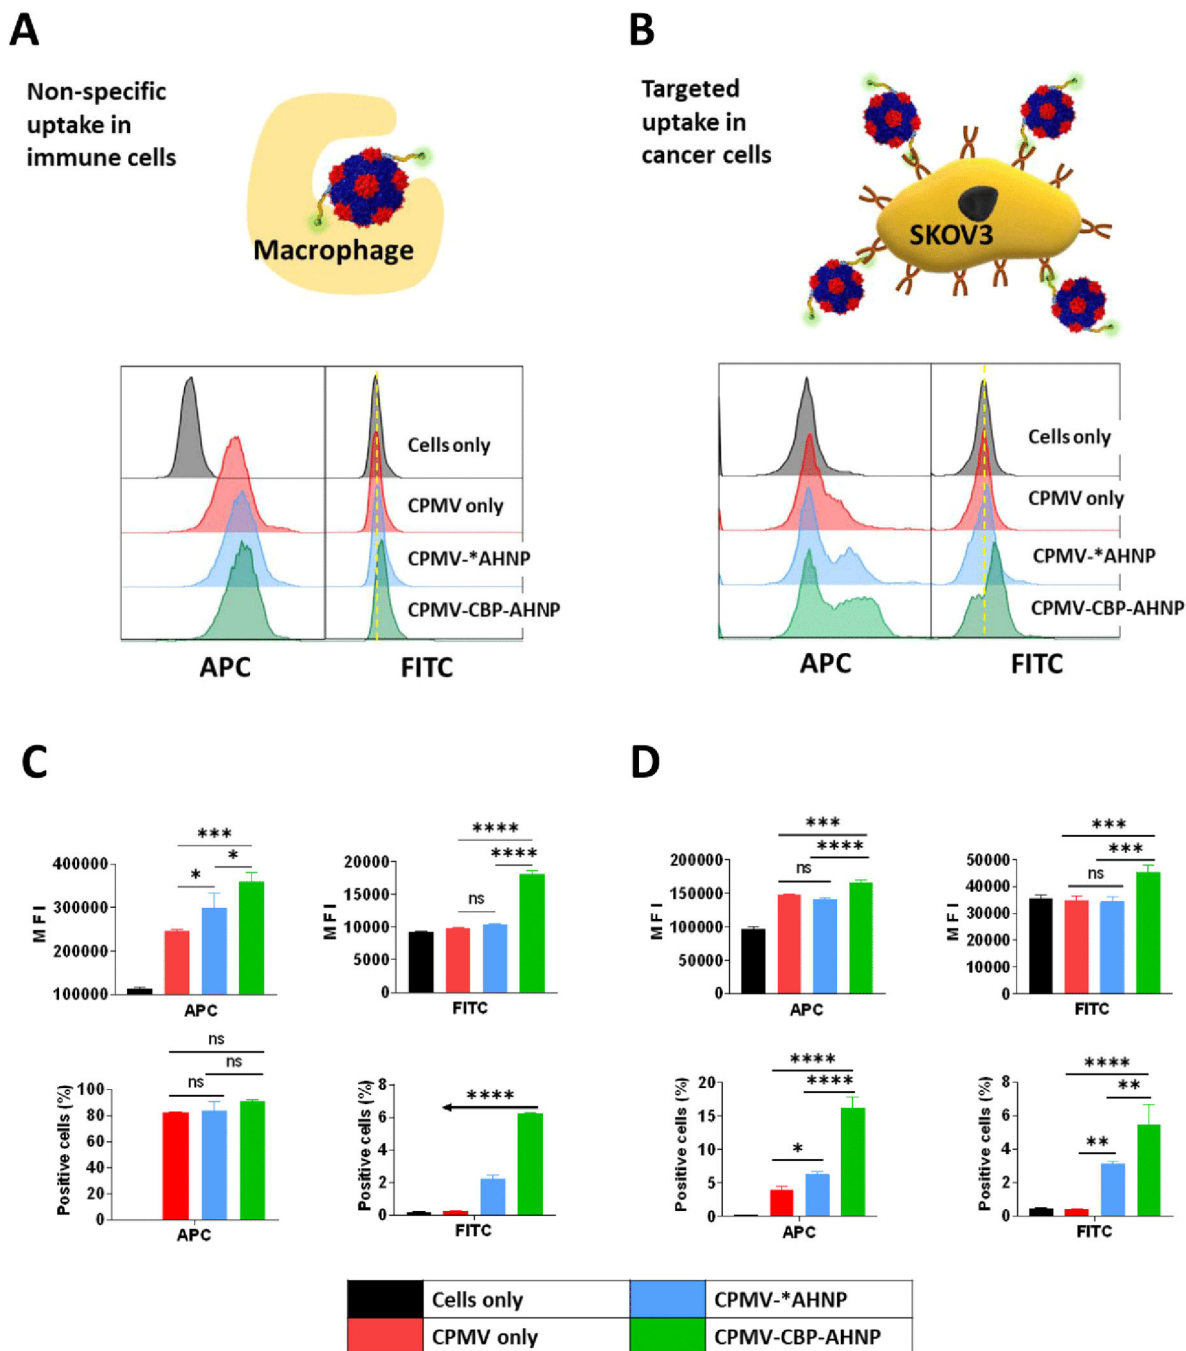 A
Non-specific
uptake in
immune cells
Macrophage
Cells only
CPMV only
CPMV-*AHNP
CPMV-CBP-AHNP
APC
FITC
B
Targeted
uptake in
cancer cells
SKOV3
Cells only
CPMV only
CPMV-*AHNP
CPMV-CBP-AHNP
APC
FITC
C
***
*
*
400000
300000
200000
100000
MFI
APC
****
****
ns
20000
15000
10000
5000
0
MFI
FITC
ns
ns
ns
100
80
60
40
20
0
Positive cells (%)
APC
****
8
6
4
2
0
Positive cells (%)
FITC
D
***
****
ns
200000
150000
100000
50000
0
MFI
APC
***
***
ns
50000
40000
30000
20000
10000
0
MFI
FITC
****
****
*
20
15
10
5
0
Positive cells (%)
APC
****
**
**
8
6
4
2
0
Positive cells (%)
FITC
Cells only
CPMV-*AHNP
CPMV only
CPMV-CBP-AHNP